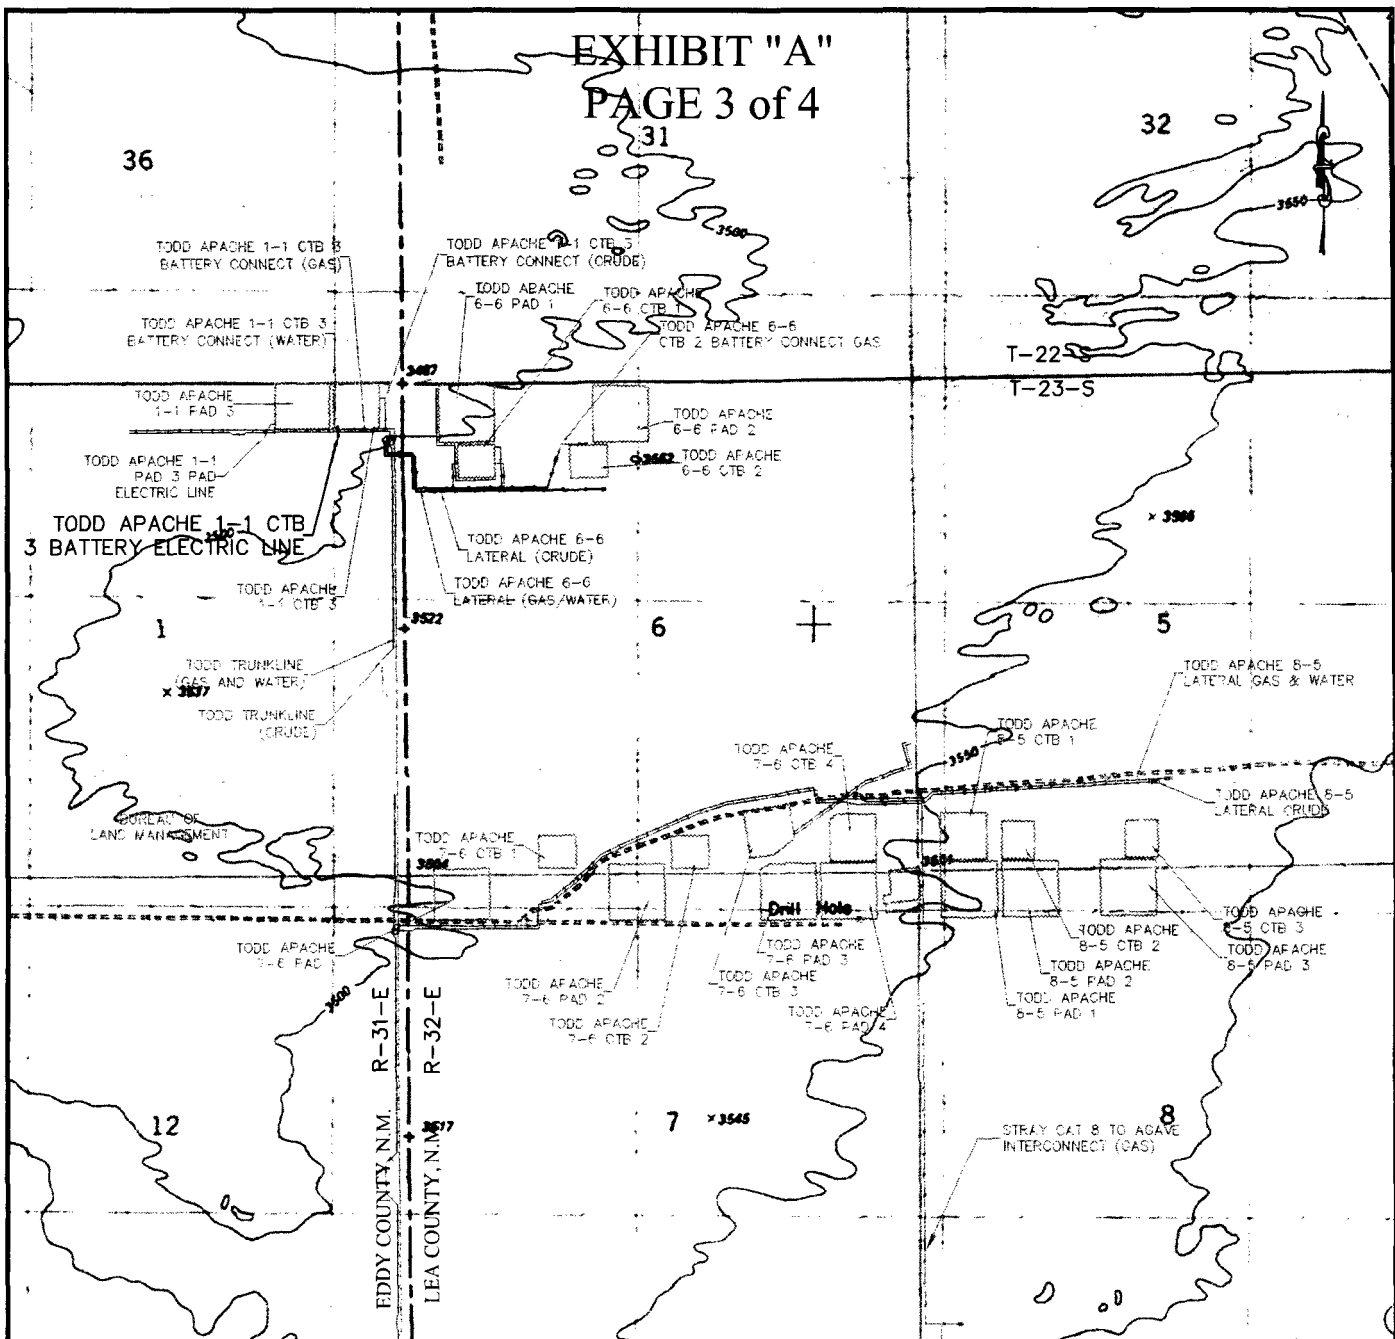 EXHIBIT "A"
PAGE 3 of 4
36
31
32
3550
3500
TODD APACHE 1-1 CTB 3
BATTERY CONNECT (GAS)
TODD APACHE 1-1 CTB 3
BATTERY CONNECT (CRUDE)
TODD APACHE
6-6 PAD 1
TODD APACHE
6-6 CTB 1
TODD APACHE 1-1 CTB 3
BATTERY CONNECT (WATER)
TODD APACHE 6-6
CTB 2 BATTERY CONNECT GAS
T-22-S
T-23-S
3487
TODD APACHE
1-1 PAD 3
TODD APACHE
6-6 PAD 2
TODD APACHE 1-1
PAD 3 PAD
ELECTRIC LINE
3552
TODD APACHE
6-6 CTB 2
TODD APACHE 1-1 CTB
3 BATTERY ELECTRIC LINE
3500
TODD APACHE 6-6
LATERAL (CRUDE)
TODD APACHE
1-1 CTB 3
TODD APACHE 6-6
LATERAL (GAS/WATER)
3522
1
6
5
TODD TRUNKLINE
(GAS AND WATER)
3537
TODD TRUNKLINE
(CRUDE)
TODD APACHE 8-5
LATERAL GAS & WATER
TODD APACHE
8-5 CTB 1
TODD APACHE
7-6 CTB 4
3550
TODD APACHE 8-5
LATERAL CRUDE
BUREAU OF
LAND MANAGEMENT
TODD APACHE
7-6 CTB 1
3504
Drill Hole
TODD APACHE
7-6 PAD
TODD APACHE
7-6 PAD 3
TODD APACHE
8-5 CTB 2
TODD APACHE
8-5 CTB 3
TODD APACHE
8-5 PAD 3
TODD APACHE
7-6 PAD 2
TODD APACHE
7-6 CTB 3
TODD APACHE
8-5 PAD 2
TODD APACHE
8-5 PAD 1
TODD APACHE
7-6 CTB 2
TODD APACHE
7-6 PAD 4
3500
R-31-E
R-32-E
12
7
3545
8
3517
STRAY CAT 8 TO AGAVE
INTERCONNECT (GAS)
EDDY COUNTY, N.M.
LEA COUNTY, N.M.